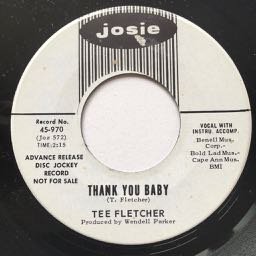 josie
Record No.
45-970
(Joz 572)
TIME: 2:15
ADVANCE RELEASE
DISC JOCKEY
RECORD
NOT FOR SALE
VOCAL WITH
INSTRU. ACCOMP.
Benell Mus.
Corp.-
Bold Lad Mus.-
Cape Ann Mus.
BMI
THANK YOU BABY
(T. Fletcher)
TEE FLETCHER
Produced by Wendell Parker